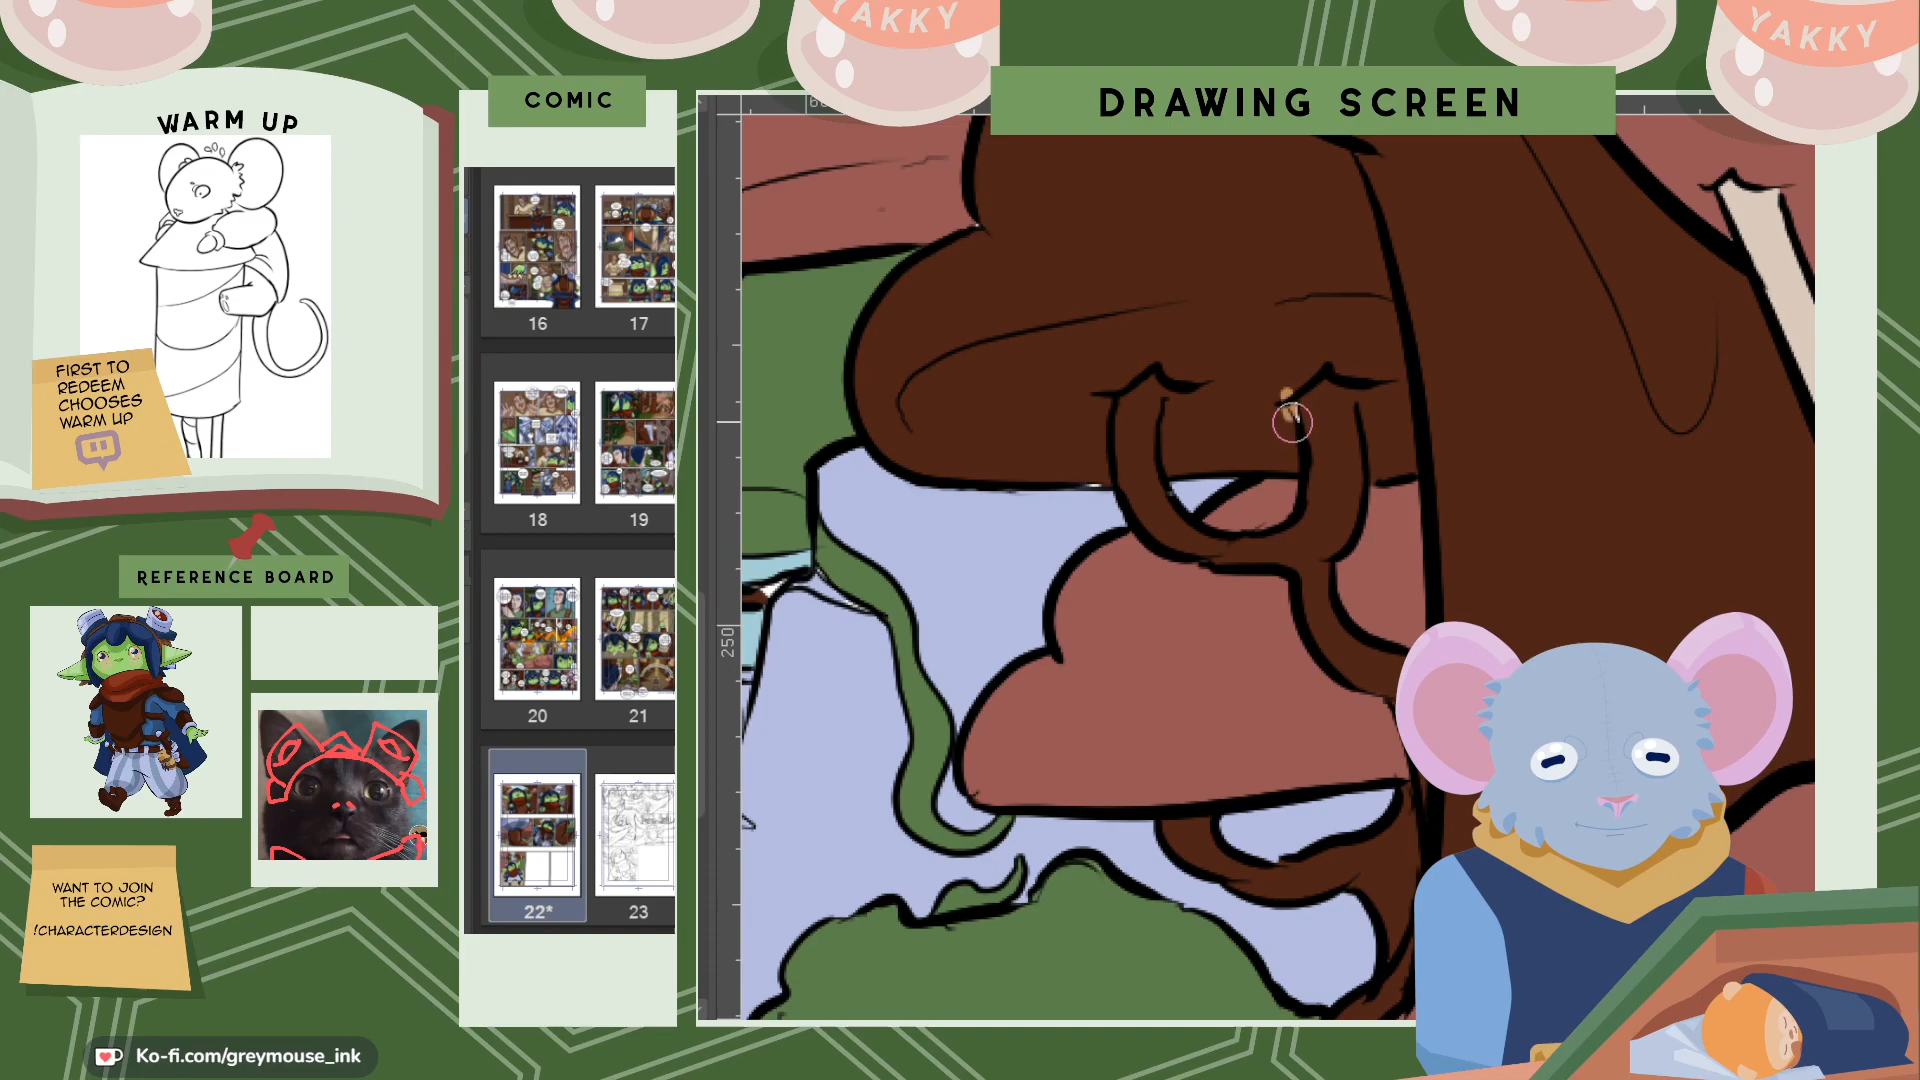 YAKKY
YAKKY
WARM UP
COMIC
DRAWING SCREEN
16
17
FIRST TO
REDEEM
CHOOSES
WARM UP
18
19
REFERENCE BOARD
250
20
21
WANT TO JOIN
THE COMIC?
!CHARACTERDESIGN
22*
23
Ko-fi.com/greymouse_ink